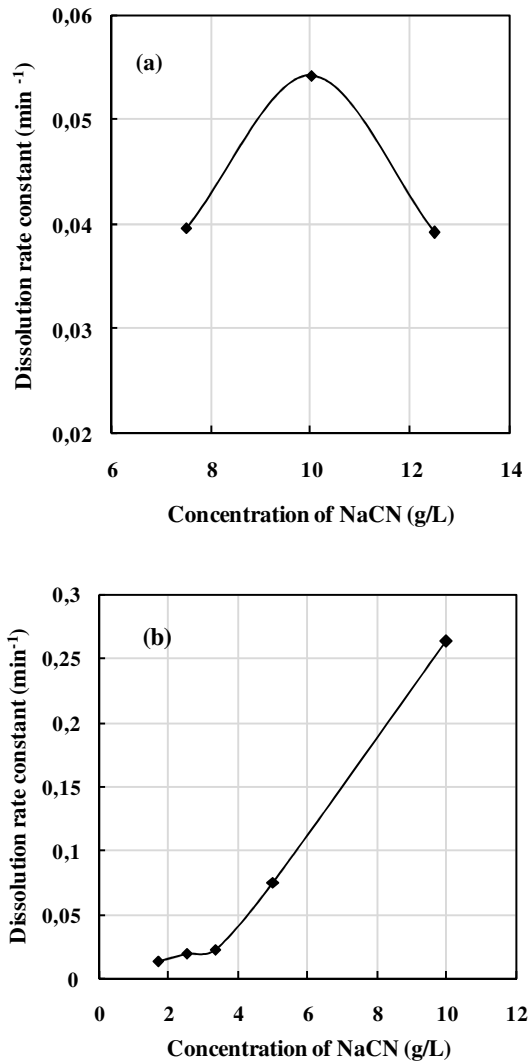 (a)
Dissolution rate constant (min ⁻¹)
0,06
0,05
0,04
0,03
0,02
6 8 10 12 14
Concentration of NaCN (g/L)
(b)
Dissolution rate constant (min⁻¹)
0,3
0,25
0,2
0,15
0,1
0,05
0
0 2 4 6 8 10 12
Concentration of NaCN (g/L)